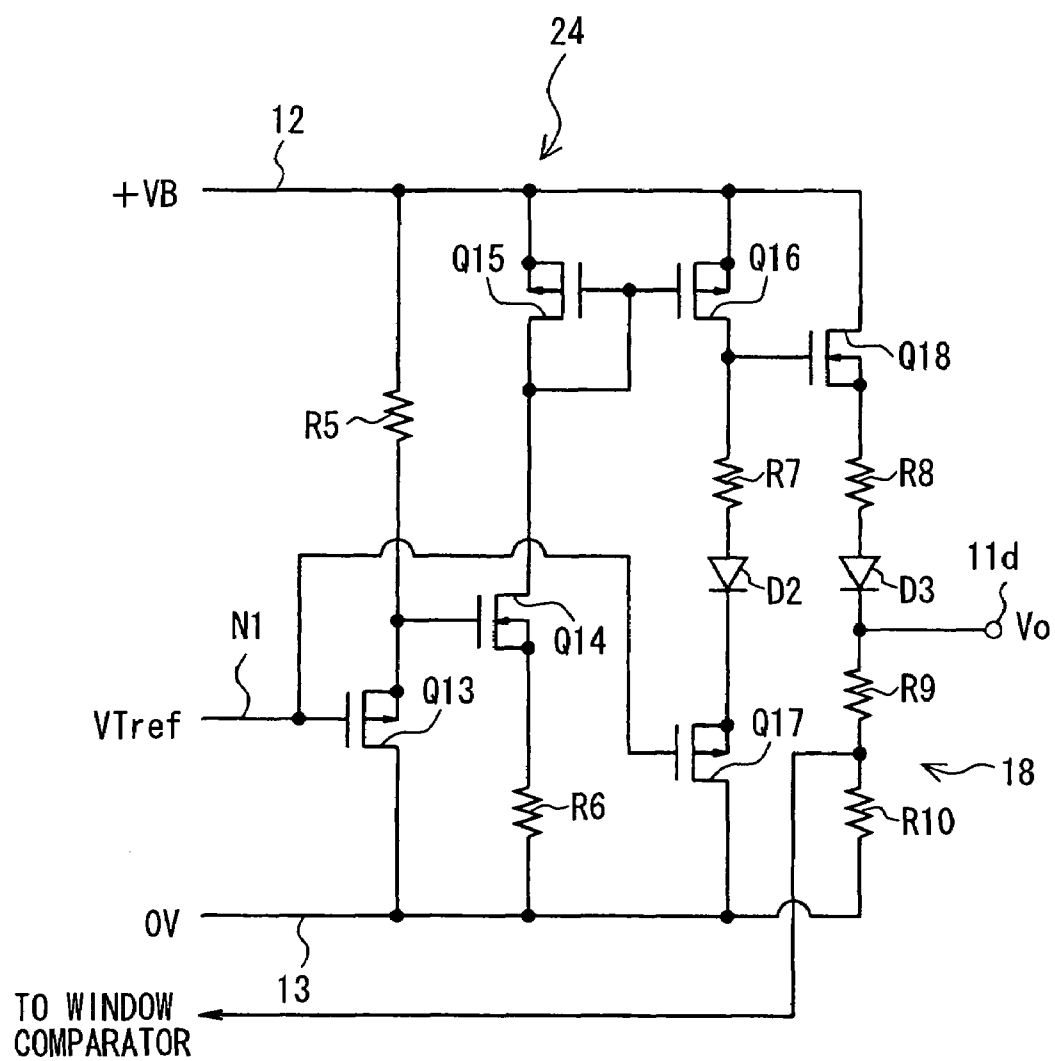 24
12
+VB
Q15
Q16
Q18
R5
R7
R8
11d
D2
D3
Vo
N1
Q14
R9
VTref
Q13
Q17
18
R6
R10
0V
13
TO WINDOW
COMPARATOR